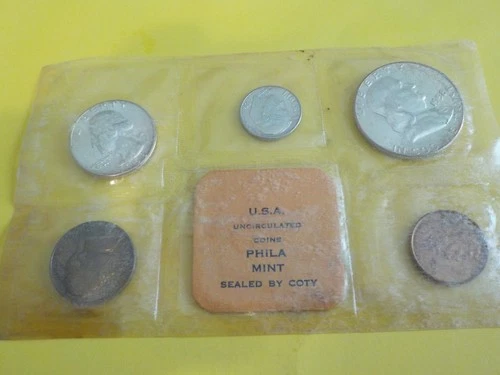 U.S.A.
UNCIRCULATED
COINS
PHILA
MINT
SEALED BY COTY